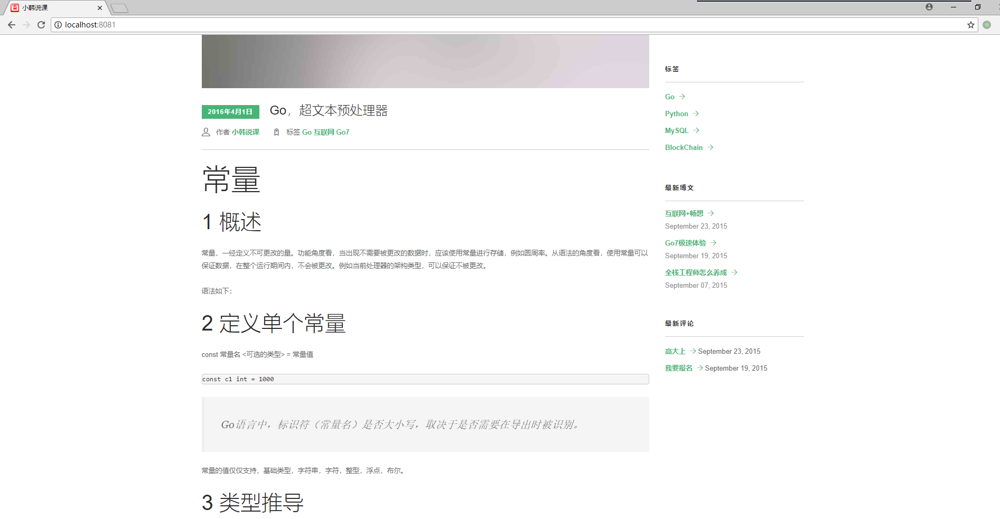 小韩说课
localhost:8081
2016年4月1日 Go，超文本预处理器
作者 小韩说课 标签 Go 互联网 Go7
常量
1 概述
常量，一经定义不可更改的量。功能角度看，当出现不需要被更改的数据时，应该使用常量进行存储，例如圆周率。从语法的角度看，使用常量可以
保证数据，在整个运行期间内，不会被更改。例如当前处理器的架构类型，可以保证不被更改。
语法如下：
2 定义单个常量
const 常量名 <可选的类型> = 常量值
const c1 int = 1000
Go语言中，标识符（常量名）是否大小写，取决于是否需要在导出时被识别。
常量的值仅仅支持，基础类型，字符串，字符，整型，浮点，布尔。
3 类型推导
标签
Go
Python
MySQL
BlockChain
最新博文
互联网+畅想
September 23, 2015
Go7极速体验
September 19, 2015
全栈工程师怎么养成
September 07, 2015
最新评论
高大上 September 23, 2015
我要报名 September 19, 2015